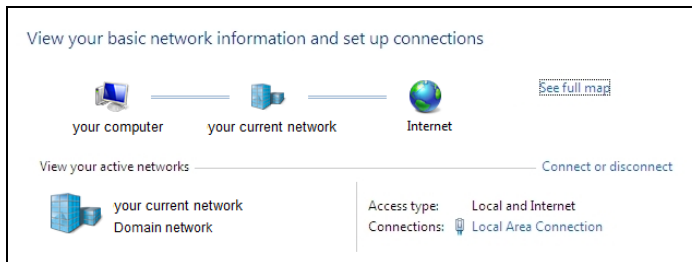 View your basic network information and set up connections
See full map
your computer your current network Internet
View your active networks Connect or disconnect
your current network Access type: Local and Internet
Domain network Connections: Local Area Connection